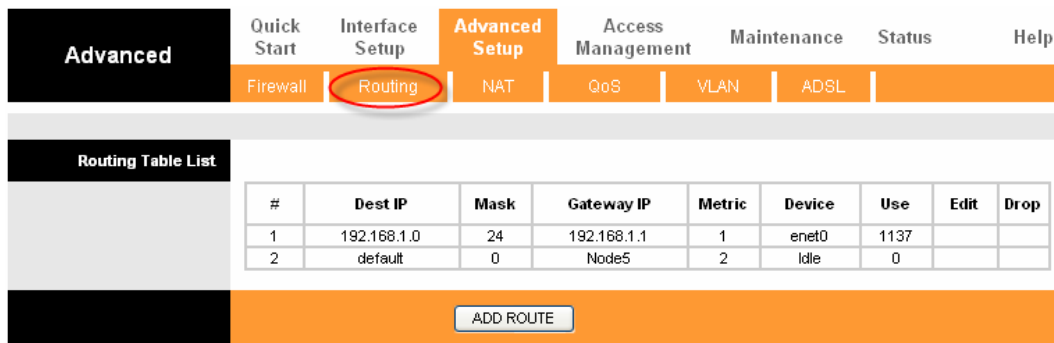 Advanced
Quick Start
Interface Setup
Advanced Setup
Access Management
Maintenance
Status
Help
Firewall
Routing
NAT
QoS
VLAN
ADSL
Routing Table List
# Dest IP Mask Gateway IP Metric Device Use Edit Drop
1 192.168.1.0 24 192.168.1.1 1 enet0 1137
2 default 0 Node5 2 Idle 0
ADD ROUTE